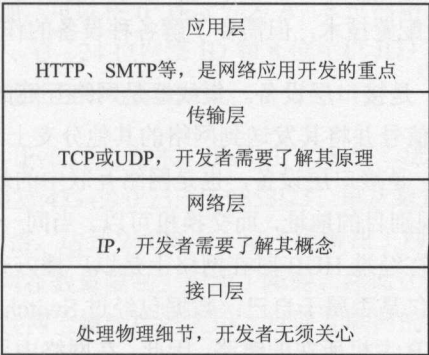 应用层
HTTP、SMTP等，是网络应用开发的重点
传输层
TCP或UDP，开发者需要了解其原理
网络层
IP，开发者需要了解其概念
接口层
处理物理细节，开发者无须关心